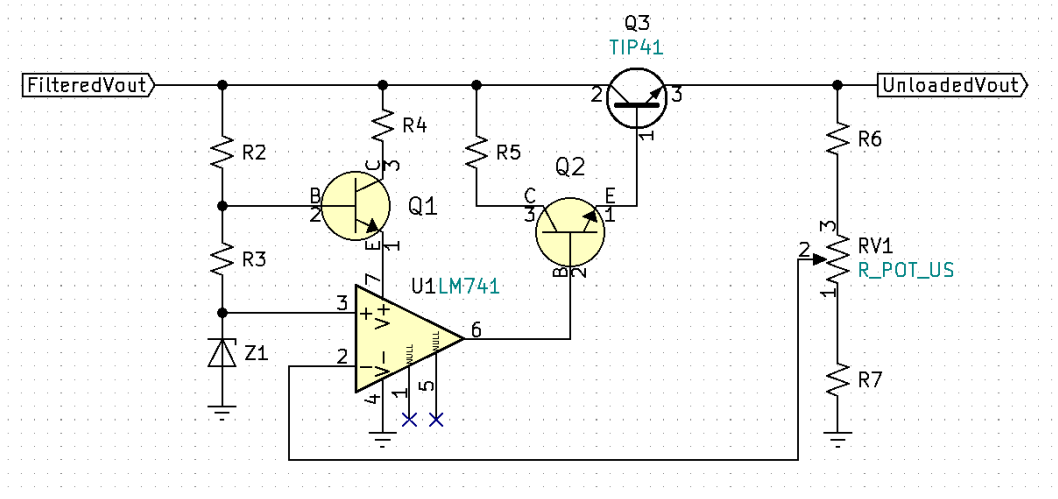 Q3
TIP41
FilteredVout
2
3
UnloadedVout
1
R2
R4
C
3
R5
Q2
R6
B
2
Q1
C
3
E
1
E
1
R3
B
2
3
2
RV1
R_POT_US
1
7
U1LM741
3
+
V+
6
Z1
2
-
V-
NULL
NULL
4
1
5
R7